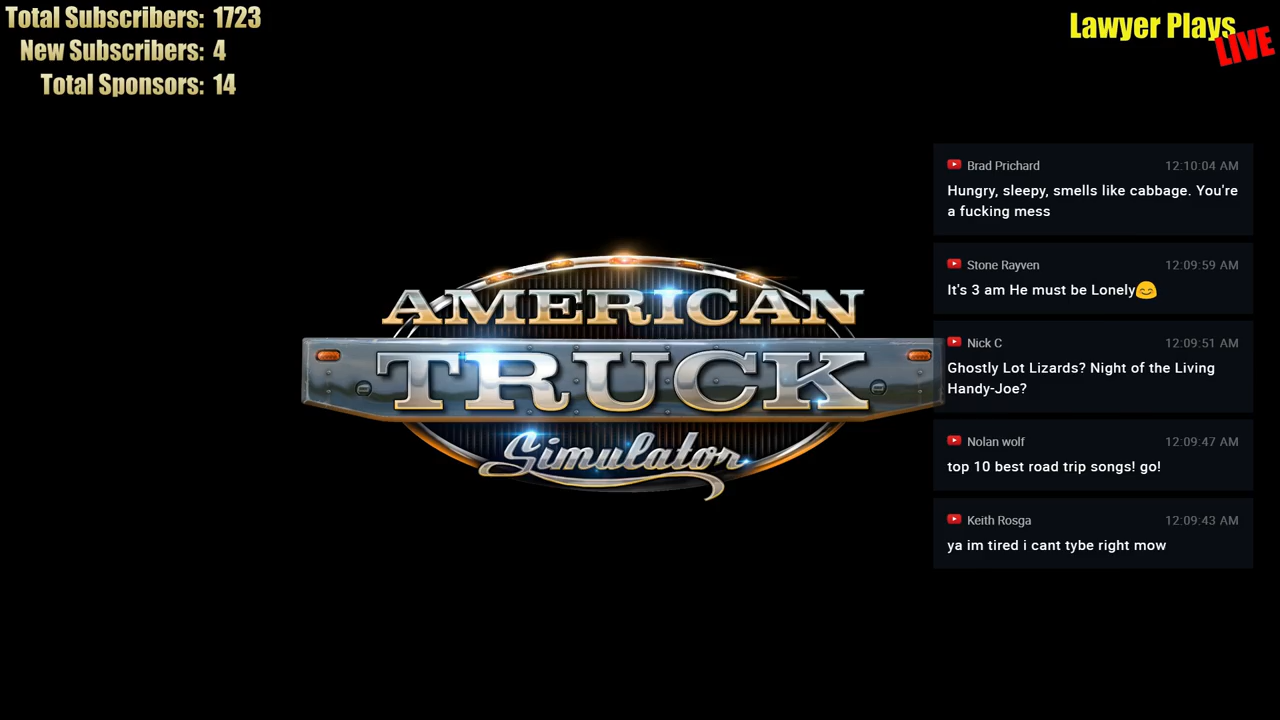 Total Subscribers: 1723
New Subscribers: 4
Total Sponsors: 14
Lawyer Plays
LIVE
AMERICAN
TRUCK
Simulator
Brad Prichard 12:10:04 AM
Hungry, sleepy, smells like cabbage. You're
a fucking mess
Stone Rayven 12:09:59 AM
It's 3 am He must be Lonely😊
Nick C 12:09:51 AM
Ghostly Lot Lizards? Night of the Living
Handy-Joe?
Nolan wolf 12:09:47 AM
top 10 best road trip songs! go!
Keith Rosga 12:09:43 AM
ya im tired i cant tybe right mow